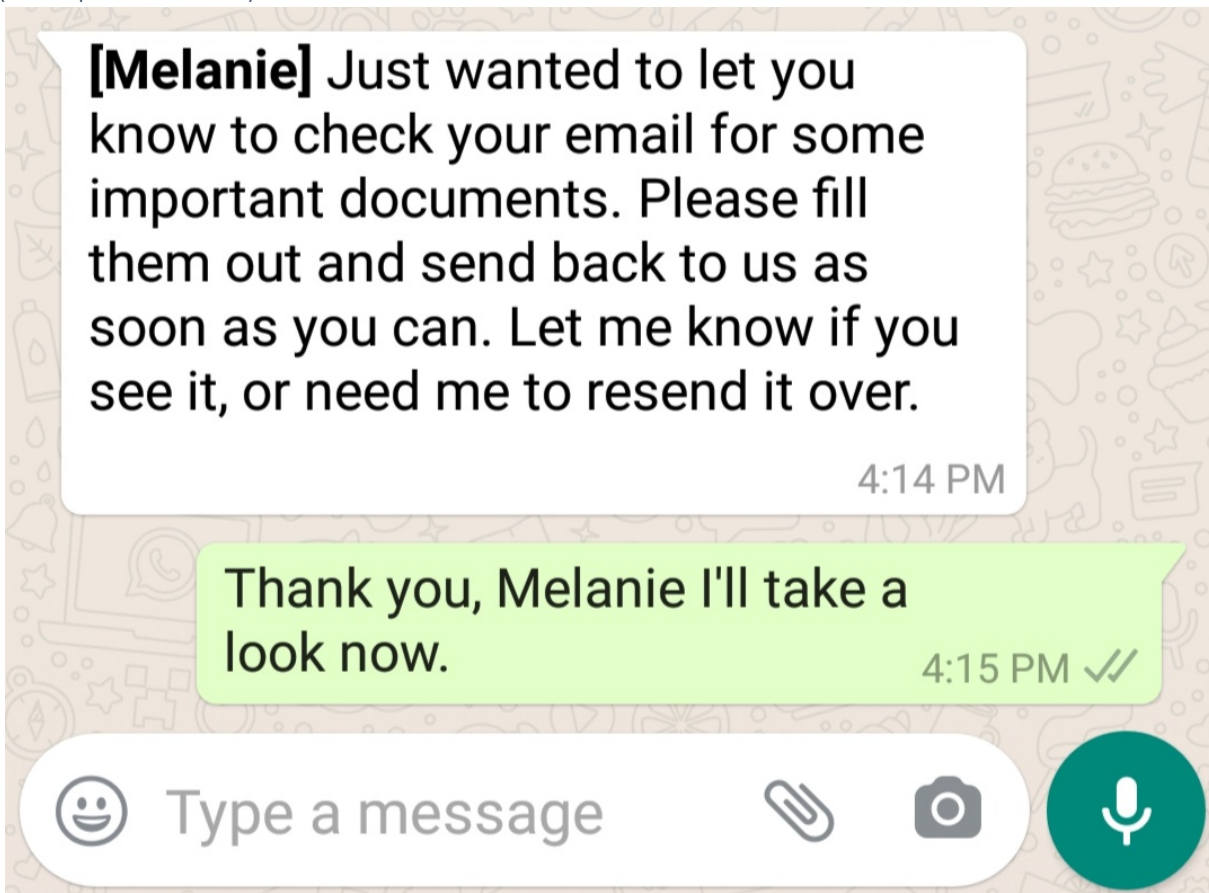 [Melanie] Just wanted to let you
know to check your email for some
important documents. Please fill
them out and send back to us as
soon as you can. Let me know if you
see it, or need me to resend it over.
4:14 PM
Thank you, Melanie I'll take a
look now.
4:15 PM
Type a message